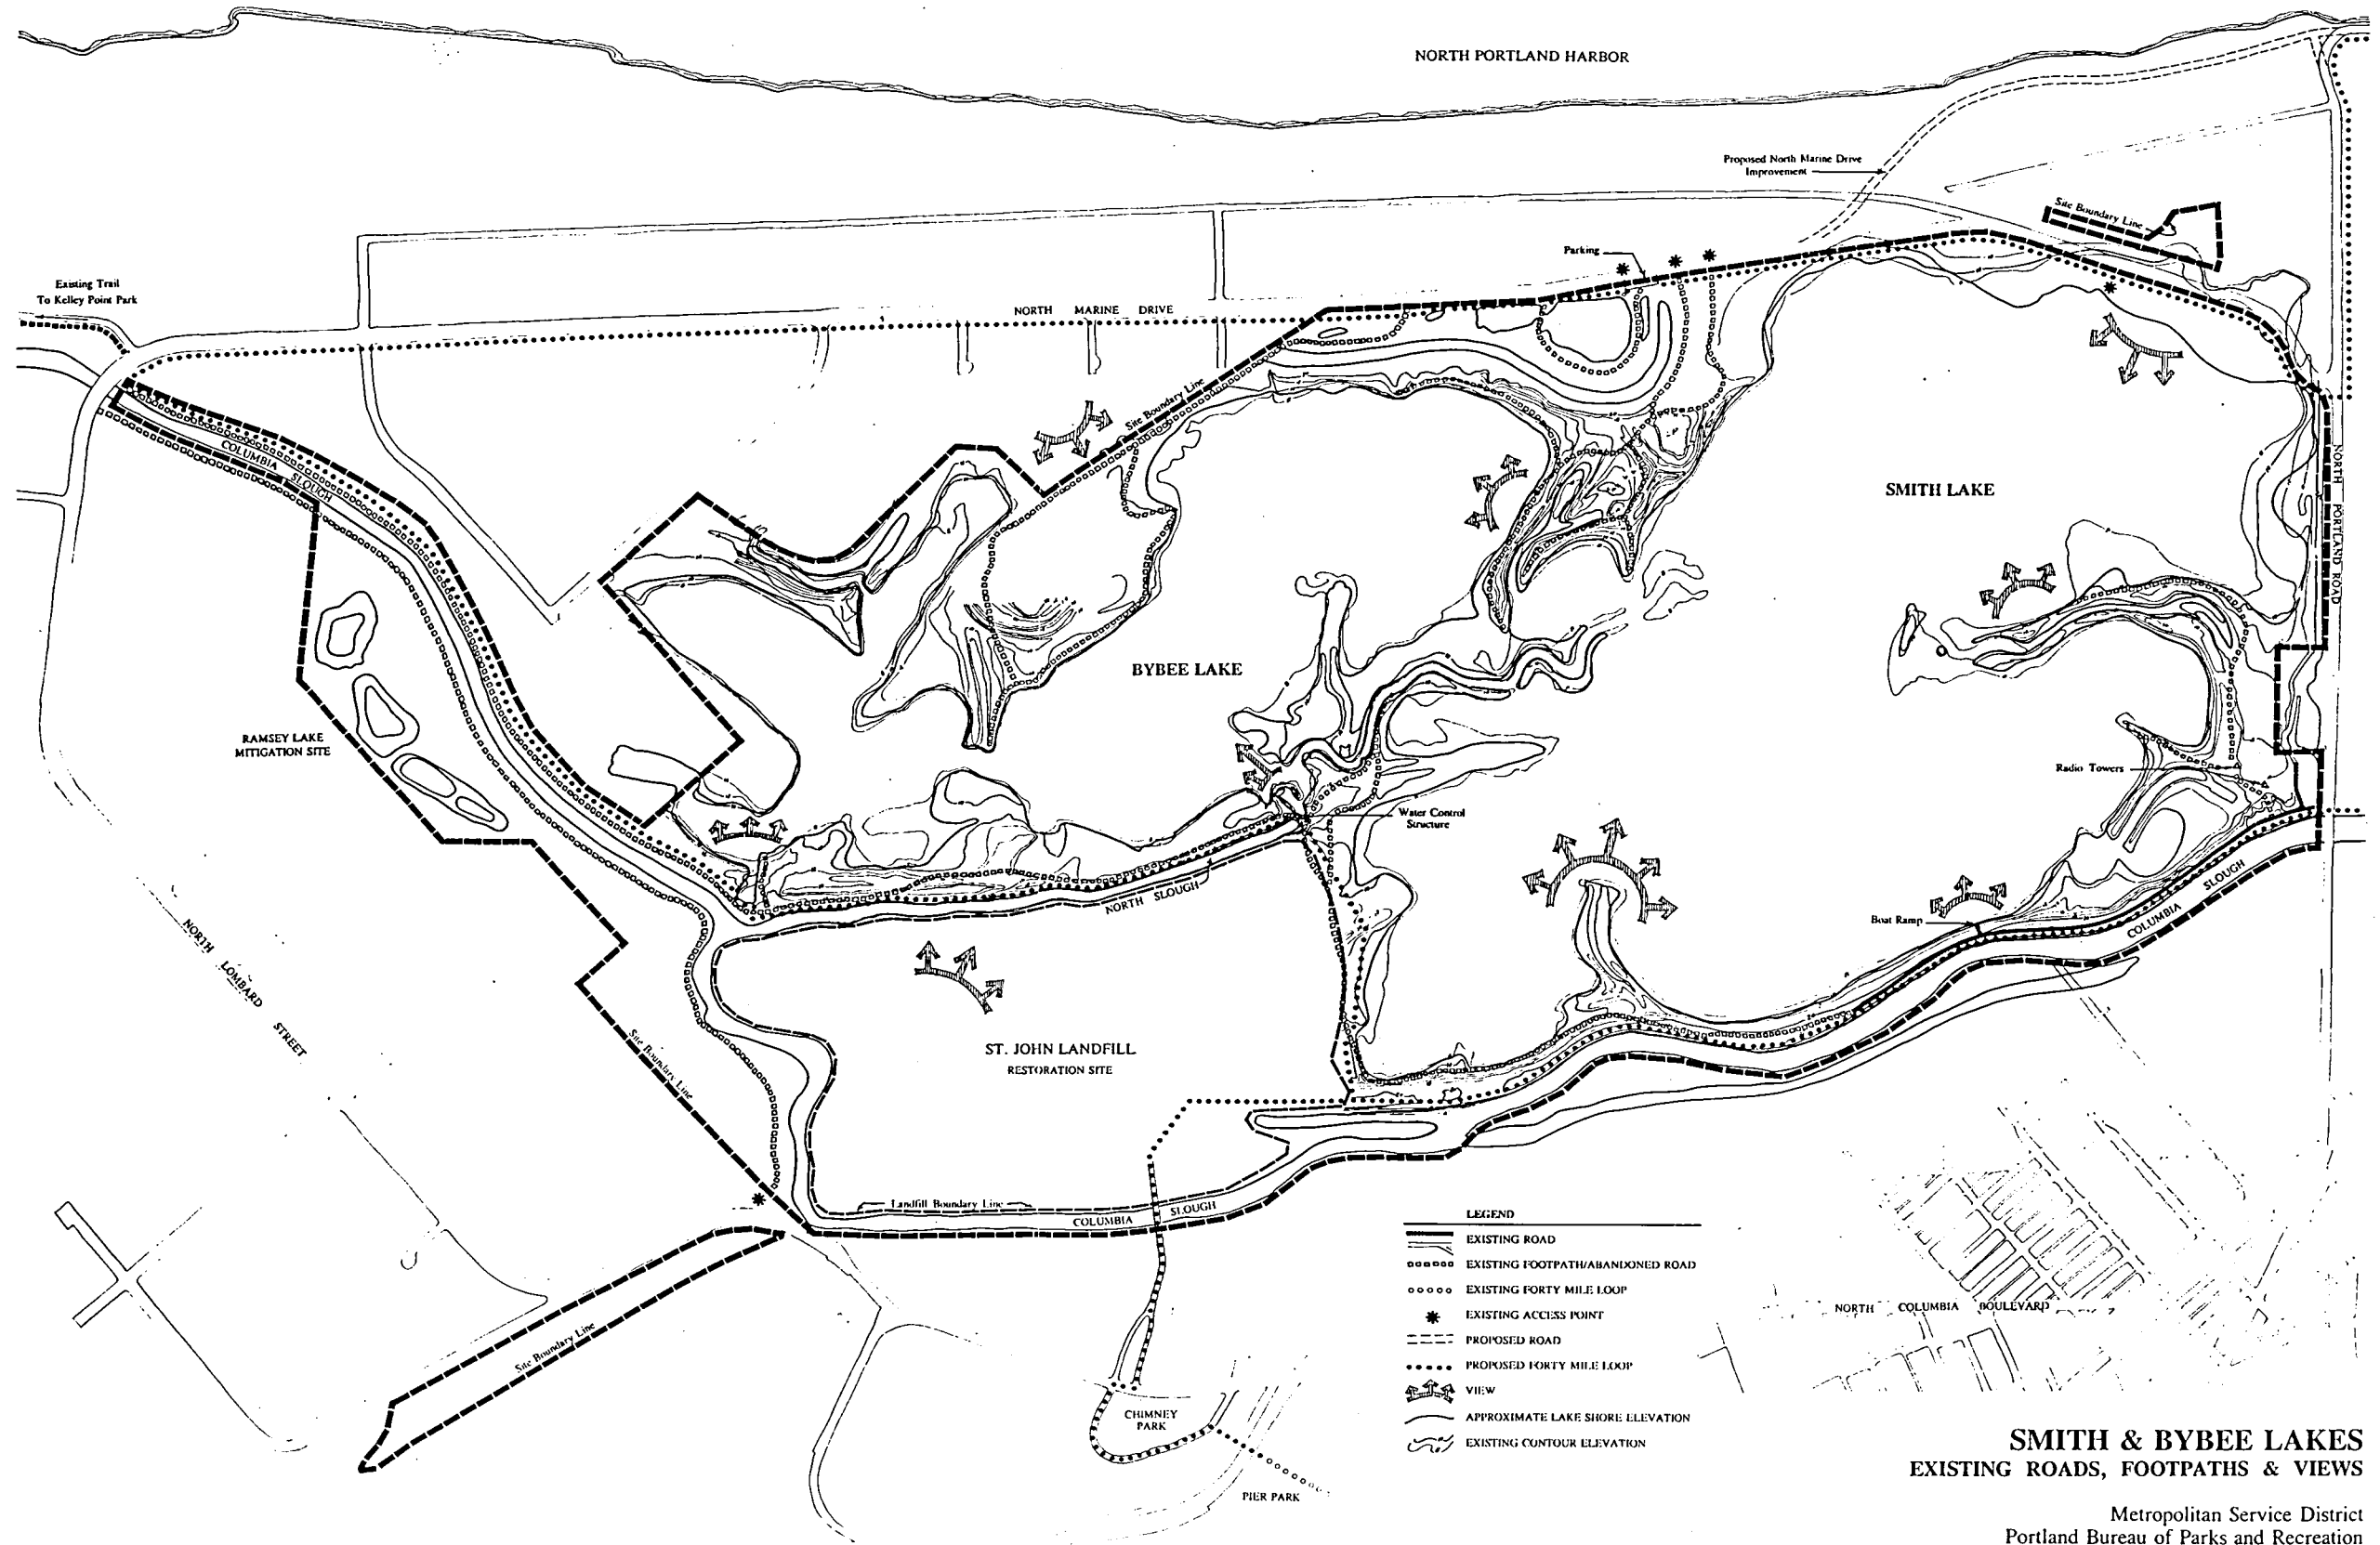 NORTH PORTLAND HARBOR
Proposed North Marine Drive
Improvement
Site Boundary Line
Parking
Existing Trail
To Kelley Point Park
NORTH MARINE DRIVE
Site Boundary Line
COLUMBIA
SLOUGH
SMITH LAKE
NORTH PORTLAND ROAD
BYBEE LAKE
RAMSEY LAKE
MITIGATION SITE
Radio Towers
Water Control
Structure
NORTH SLOUGH
SLOUGH
COLUMBIA
Boat Ramp
NORTH LOMBARD STREET
Site Boundary Line
ST. JOHN LANDFILL
RESTORATION SITE
Landfill Boundary Line
COLUMBIA SLOUGH
Site Boundary Line
LEGEND
EXISTING ROAD
EXISTING FOOTPATH/ABANDONED ROAD
EXISTING FORTY MILE LOOP
EXISTING ACCESS POINT
PROPOSED ROAD
PROPOSED FORTY MILE LOOP
VIEW
APPROXIMATE LAKE SHORE ELEVATION
EXISTING CONTOUR ELEVATION
NORTH COLUMBIA BOULEVARD
CHIMNEY
PARK
PIER PARK
SMITH & BYBEE LAKES
EXISTING ROADS, FOOTPATHS & VIEWS
Metropolitan Service District
Portland Bureau of Parks and Recreation